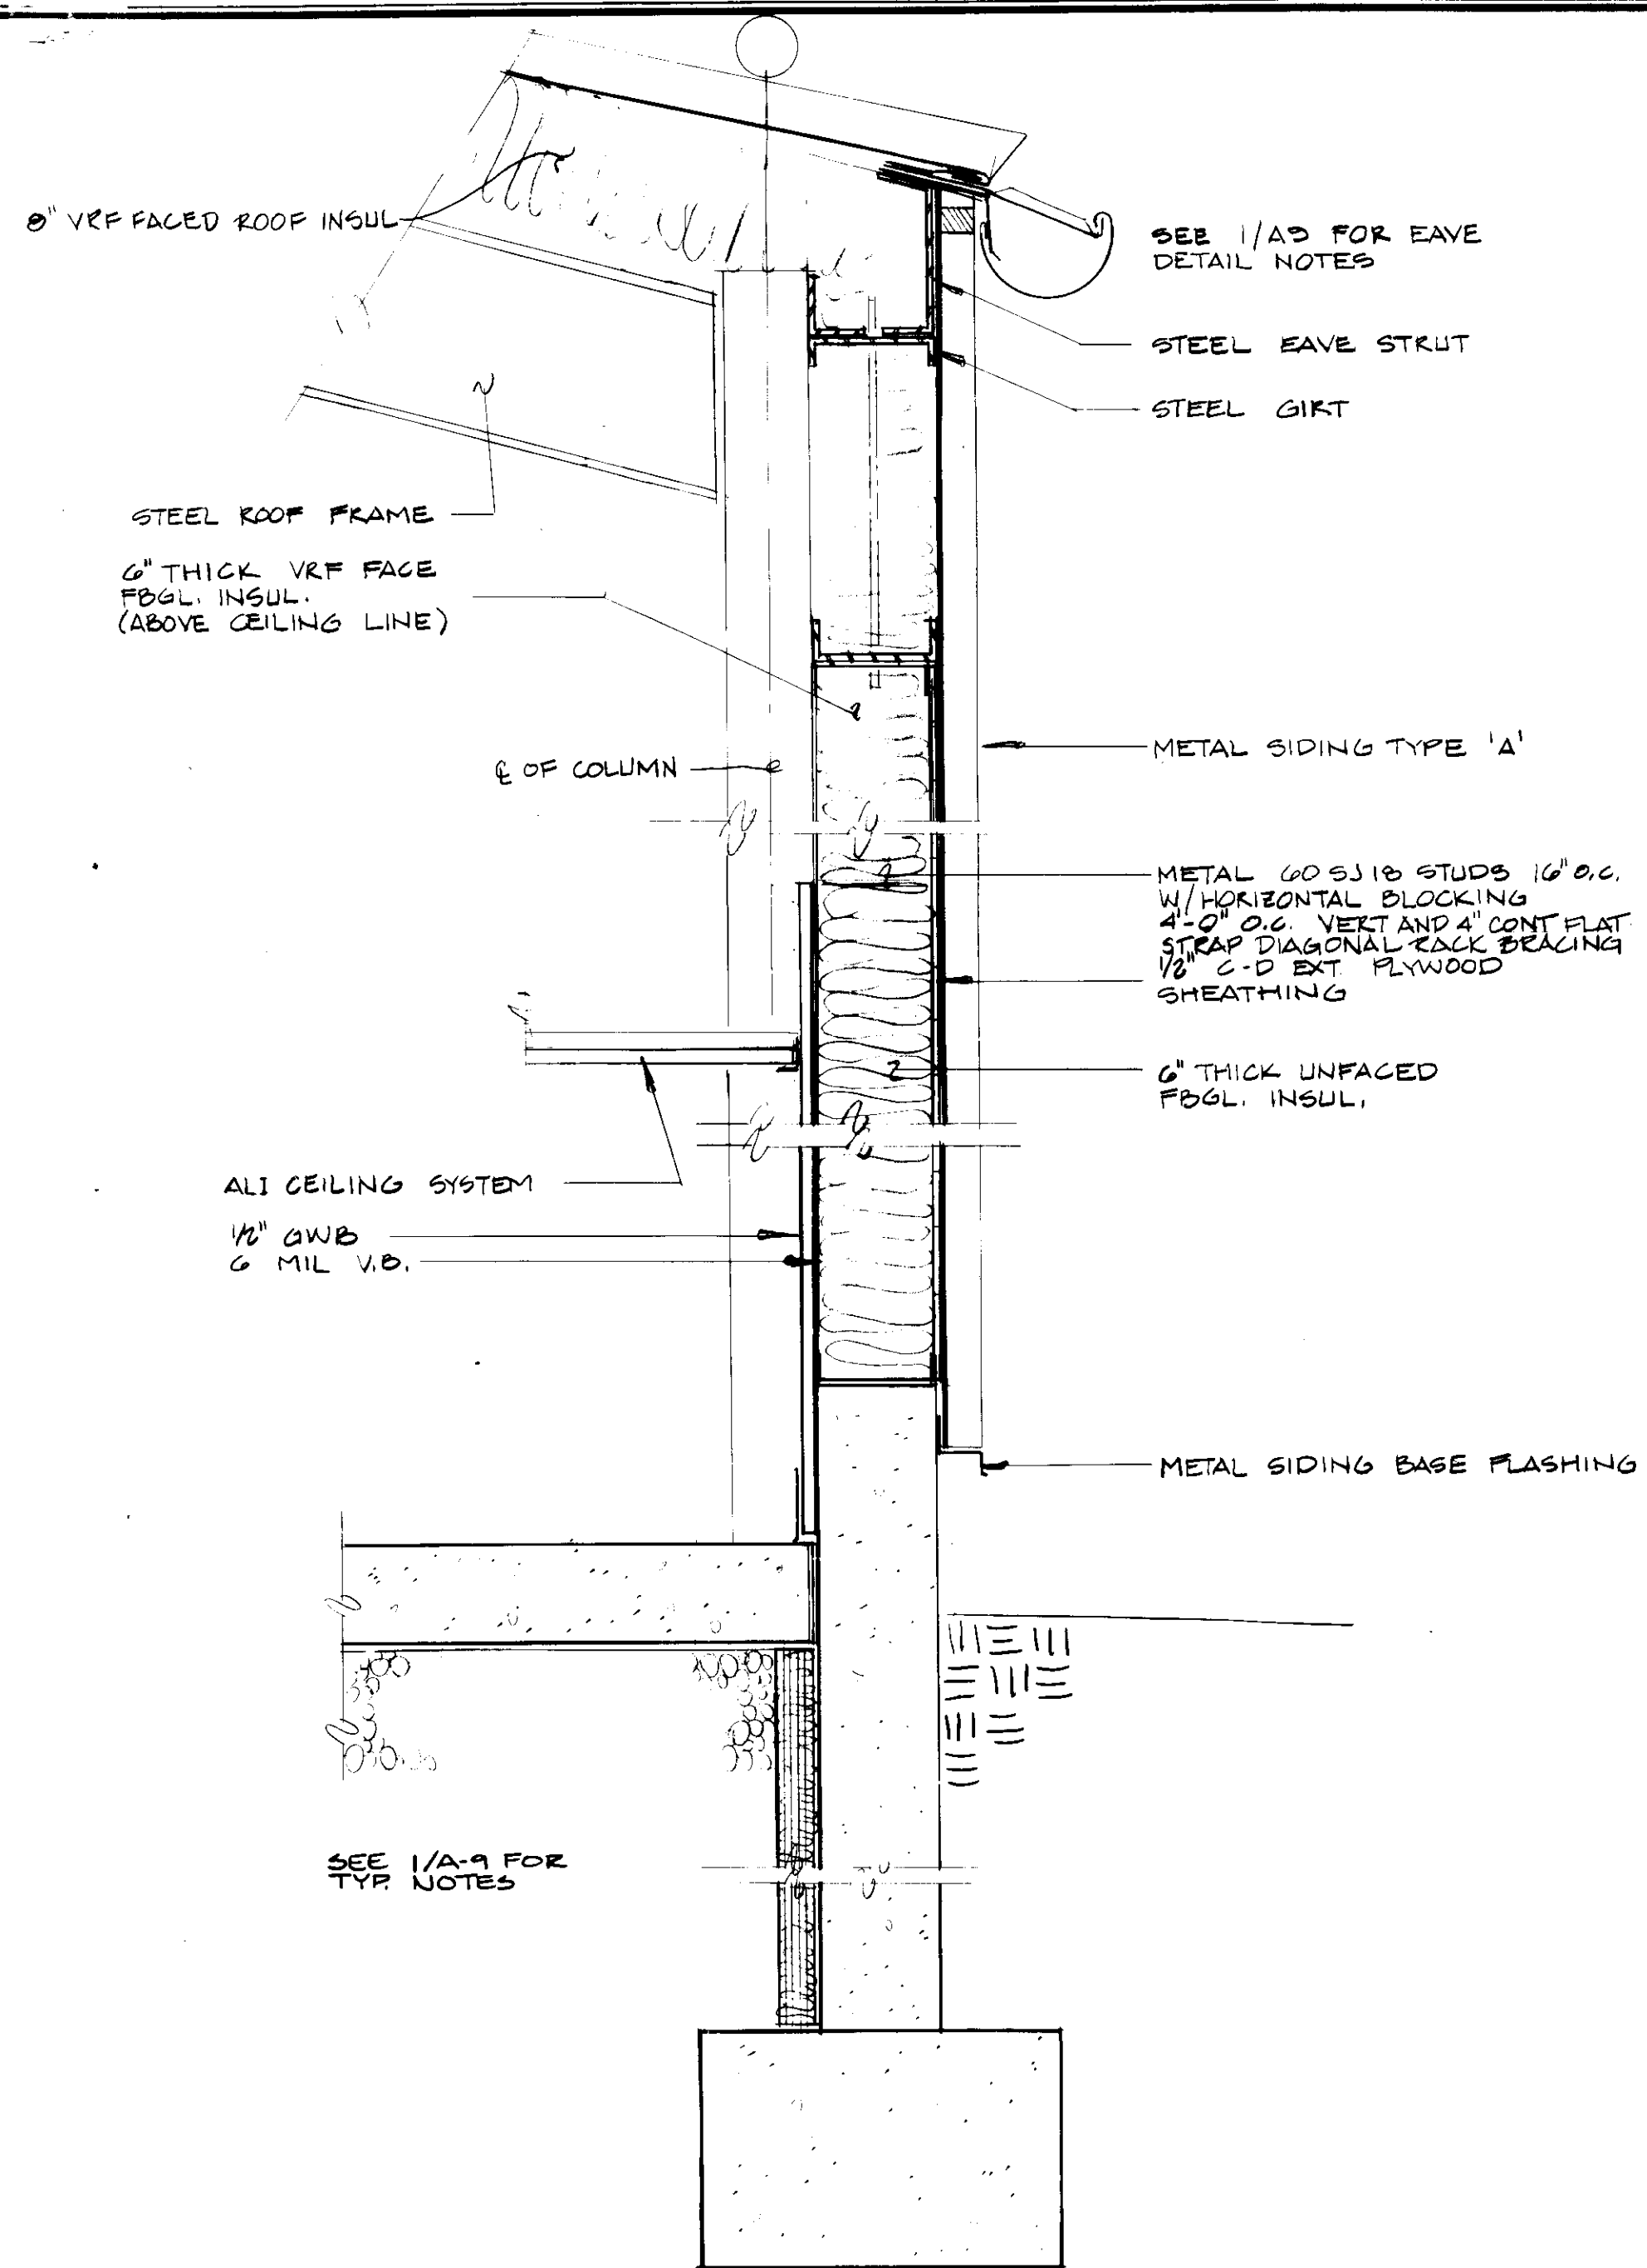 8" VRF FACED ROOF INSUL
SEE 1/A9 FOR EAVE
DETAIL NOTES
STEEL EAVE STRUT
STEEL GIRT
STEEL ROOF FRAME
6" THICK VRF FACE
FBGL. INSUL.
(ABOVE CEILING LINE)
METAL SIDING TYPE 'A'
℄ OF COLUMN
METAL 60 SJ 18 STUDS 16" O.C.
W/HORIZONTAL BLOCKING
4'-0" O.C. VERT AND 4" CONT FLAT
STRAP DIAGONAL RACK BRACING
1/2" C-D EXT PLYWOOD
SHEATHING
6" THICK UNFACED
FBGL. INSUL.
ALI CEILING SYSTEM
1/2" GWB
6 MIL V.B.
METAL SIDING BASE FLASHING
SEE 1/A-9 FOR
TYP. NOTES